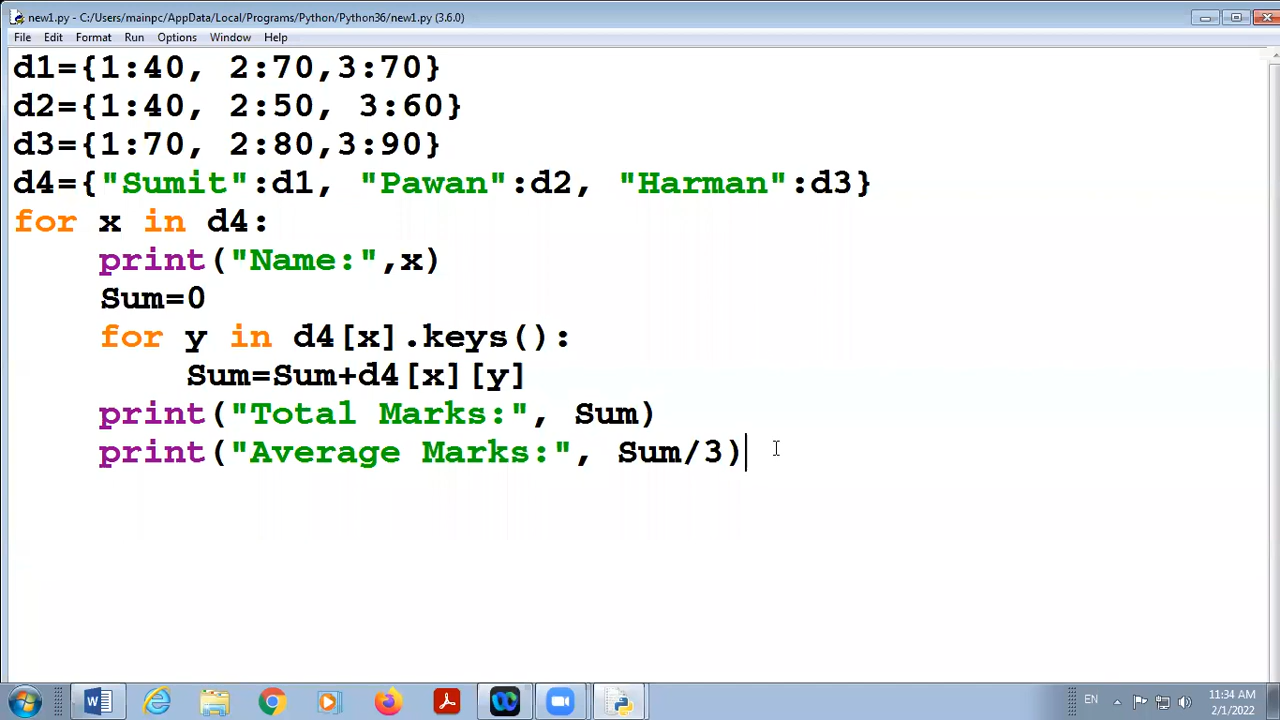 new1.py - C:/Users/mainpc/AppData/Local/Programs/Python/Python36/new1.py (3.6.0)
File Edit Format Run Options Window Help
d1={1:40, 2:70,3:70}
d2={1:40, 2:50, 3:60}
d3={1:70, 2:80,3:90}
d4={"Sumit":d1, "Pawan":d2, "Harman":d3}
for x in d4:
    print("Name:",x)
    Sum=0
    for y in d4[x].keys():
        Sum=Sum+d4[x][y]
    print("Total Marks:", Sum)
    print("Average Marks:", Sum/3)
EN
11:34 AM
2/1/2022